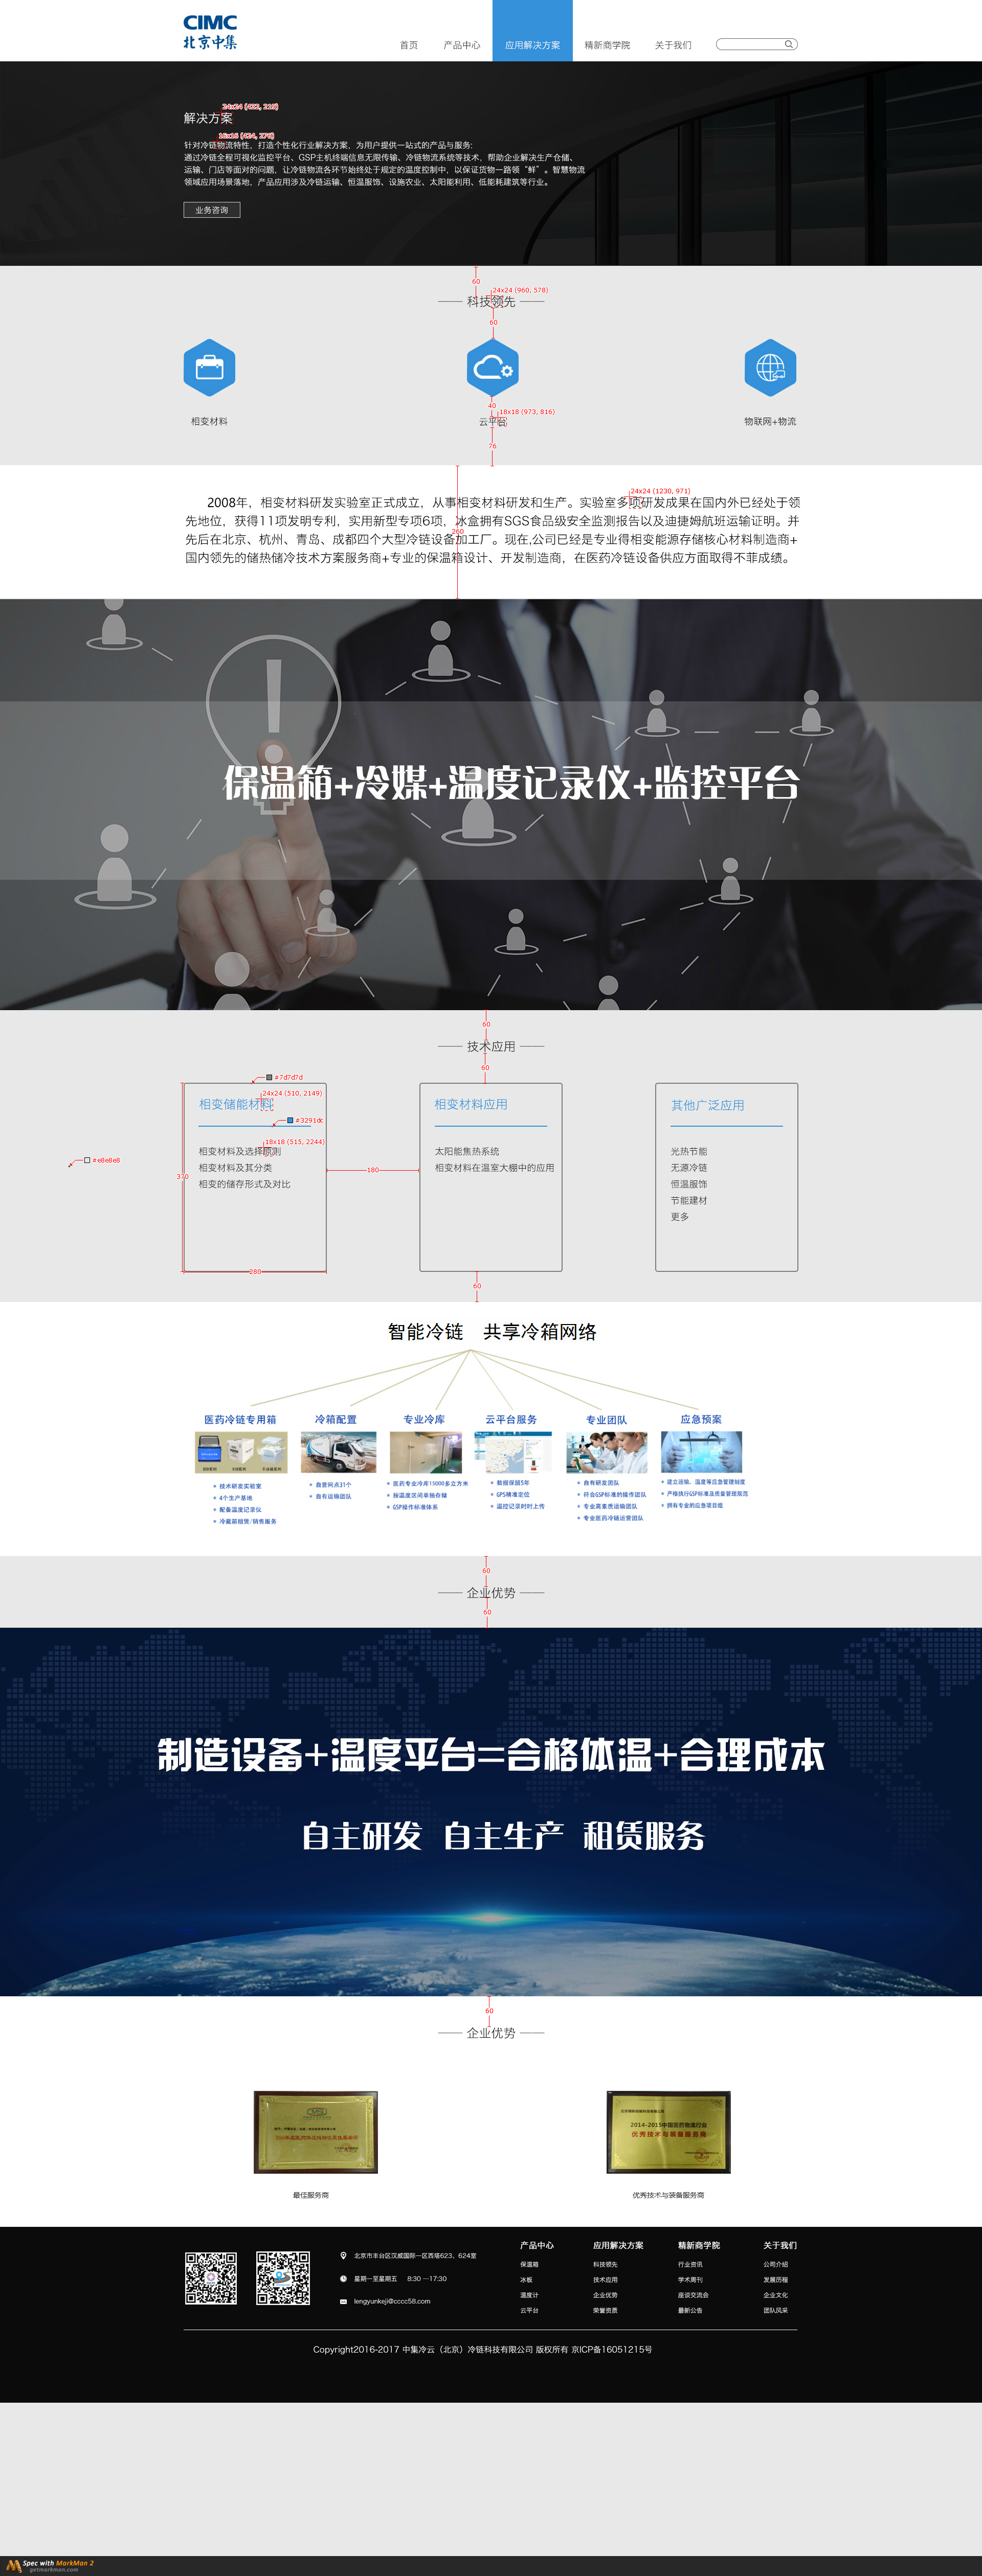 CIMC
北京中集
首页
产品中心
应用解决方案
精新商学院
关于我们
24x24 (453, 218)
解决方案
针对冷链物流特性，打造个性化行业解决方案，为用户提供一站式的产品与服务:
通过冷链全程可视化监控平台、GSP主机终端信息无限传输、冷链物流系统等技术，帮助企业解决生产仓储、
运输、门店等面对的问题，让冷链物流各环节始终处于规定的温度控制中，以保证货物一路领“鲜”。智慧物流
领域应用场景落地，产品应用涉及冷链运输、恒温服饰、设施农业、太阳能利用、低能耗建筑等行业。
业务咨询
60
24x24 (960, 578)
科技领先
60
40
18x18 (973, 816)
相变材料
云平台
物联网+物流
76
24x24 (1230, 971)
2008年，相变材料研发实验室正式成立，从事相变材料研发和生产。实验室多项研发成果在国内外已经处于领
先地位，获得11项发明专利，实用新型专项6项，冰盒拥有SGS食品级安全监测报告以及迪捷姆航班运输证明。并
260
先后在北京、杭州、青岛、成都四个大型冷链设备加工厂。现在,公司已经是专业得相变能源存储核心材料制造商+
国内领先的储热储冷技术方案服务商+专业的保温箱设计、开发制造商，在医药冷链设备供应方面取得不菲成绩。
保温箱+冷媒+温度记录仪+监控平台
60
技术应用
60
#7d7d7d
24x24 (510, 2149)
相变储能材料
#3291dc
18x18 (515, 2244)
相变材料及选择原则
相变材料及其分类
相变的储存形式及对比
#e8e8e8
370
280
180
相变材料应用
太阳能焦热系统
相变材料在温室大棚中的应用
其他广泛应用
光热节能
无源冷链
恒温服饰
节能建材
更多
60
智能冷链 共享冷箱网络
医药冷链专用箱
技术研发实验室
4个生产基地
配备温度记录仪
冷藏箱租赁/销售服务
冷箱配置
自营网点31个
自有运输团队
专业冷库
医药专业冷库15000多立方米
按温度区间单独存储
GSP操作标准体系
云平台服务
数据保留5年
GPS精准定位
温控记录时时上传
专业团队
自有研发团队
符合GSP标准的操作团队
专业高素质运输团队
专业医药冷链运营团队
应急预案
建立运输、温度等应急管理制度
严格执行GSP标准及质量管理规范
拥有专业的应急项目组
60
企业优势
60
制造设备+温度平台=合格体温+合理成本
自主研发 自主生产 租赁服务
60
企业优势
2014-2015中国医药物流行业
优秀技术与装备服务商
最佳服务商
优秀技术与装备服务商
北京市丰台区汉威国际一区西塔623、624室
星期一至星期五 8:30 —17:30
lengyunkeji@cccc58.com
产品中心
保温箱
冰板
温度计
云平台
应用解决方案
科技领先
技术应用
企业优势
荣誉资质
精新商学院
行业资讯
学术周刊
座谈交流会
最新公告
关于我们
公司介绍
发展历程
企业文化
团队风采
Copyright2016-2017 中集冷云（北京）冷链科技有限公司 版权所有 京ICP备16051215号
Spec with MarkMan 2
getmarkman.com